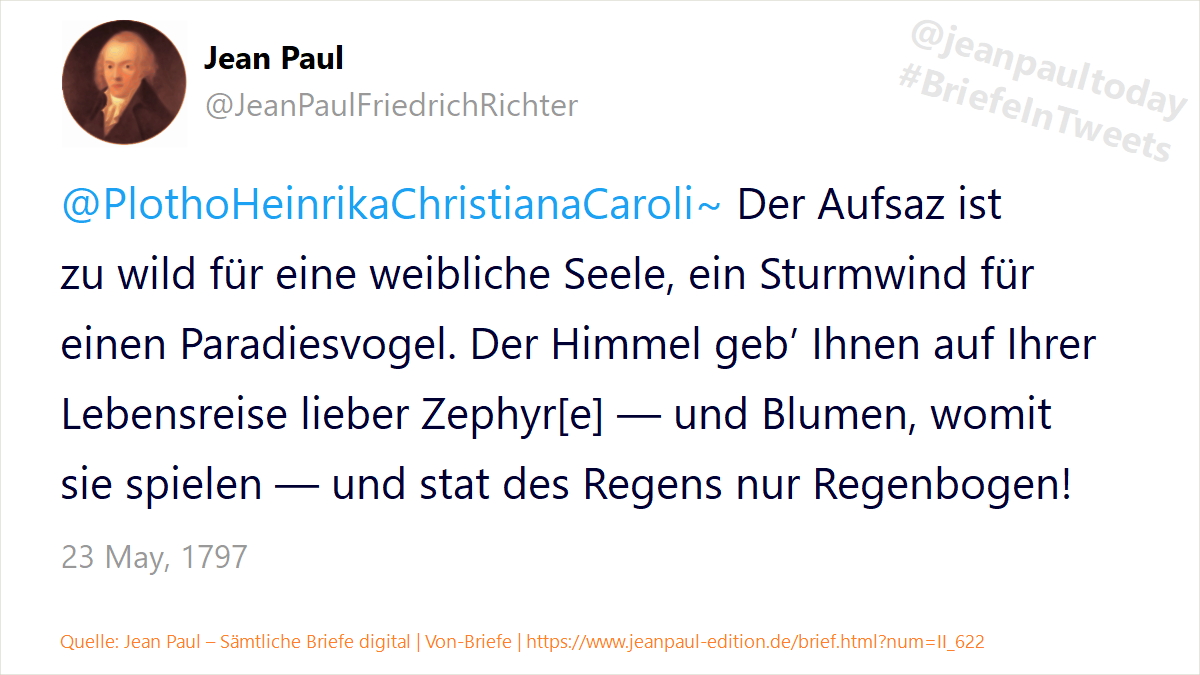 Jean Paul
@JeanPaulFriedrichRichter
@jeanpaultoday
#BriefeInTweets
@PlothoHeinrikaChristianaCaroli~ Der Aufsaz ist
zu wild für eine weibliche Seele, ein Sturmwind für
einen Paradiesvogel. Der Himmel geb’ Ihnen auf Ihrer
Lebensreise lieber Zephyr[e] — und Blumen, womit
sie spielen — und stat des Regens nur Regenbogen!
23 May, 1797
Quelle: Jean Paul – Sämtliche Briefe digital | Von-Briefe | https://www.jeanpaul-edition.de/brief.html?num=II_622